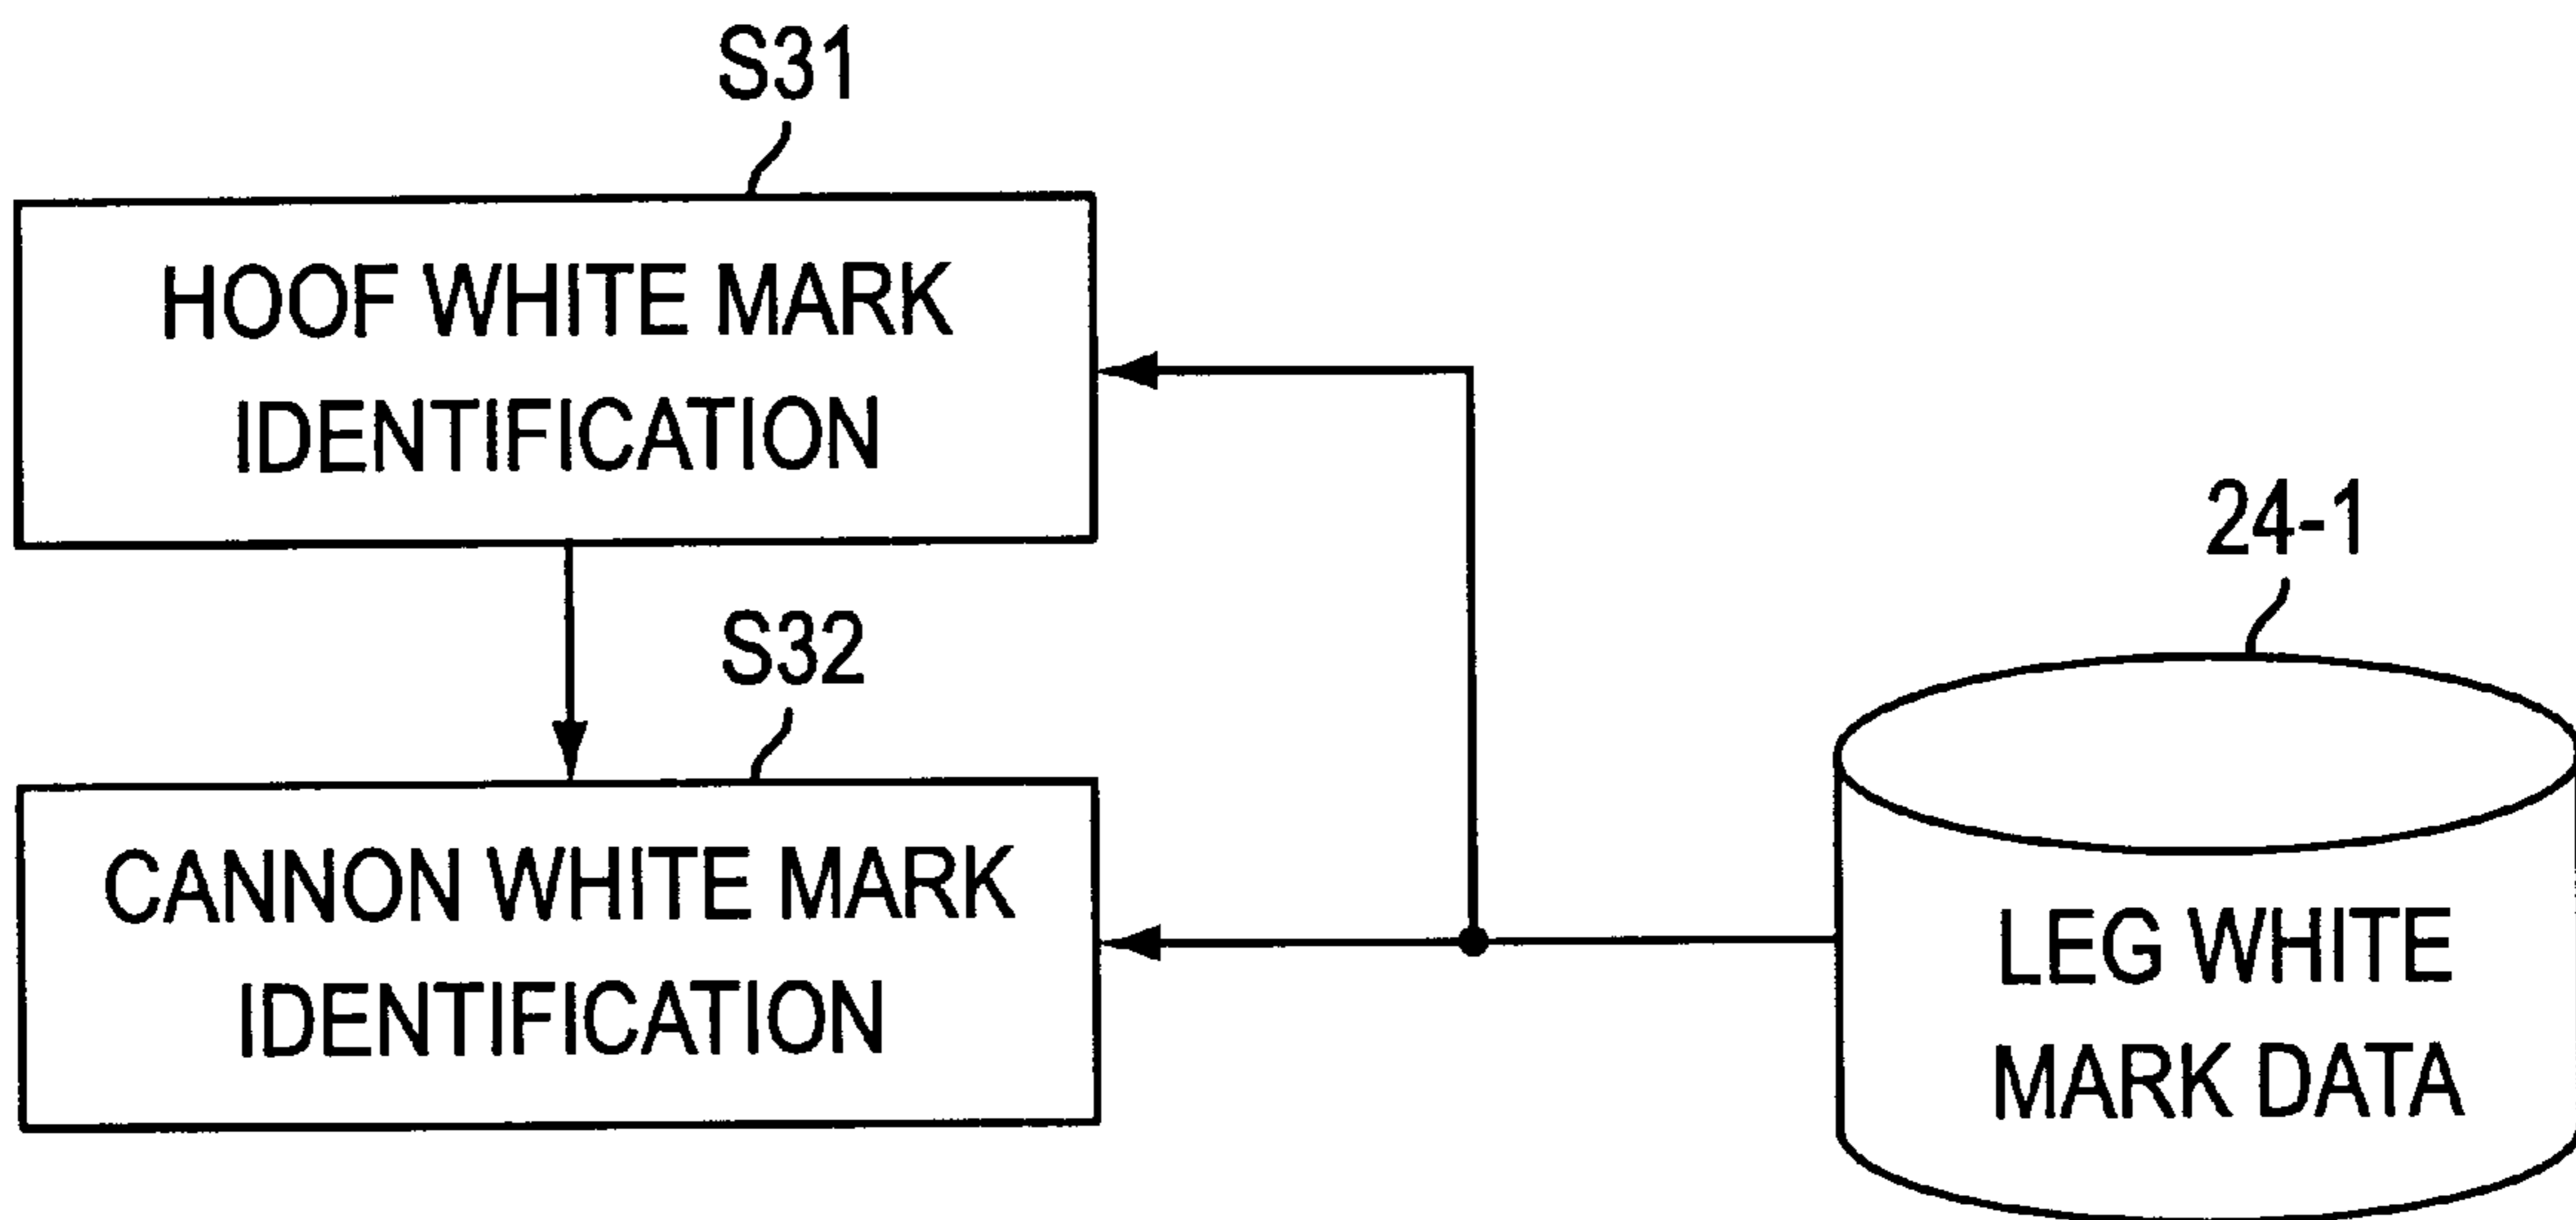 S31
HOOF WHITE MARK
IDENTIFICATION
S32
CANNON WHITE MARK
IDENTIFICATION
24-1
LEG WHITE
MARK DATA